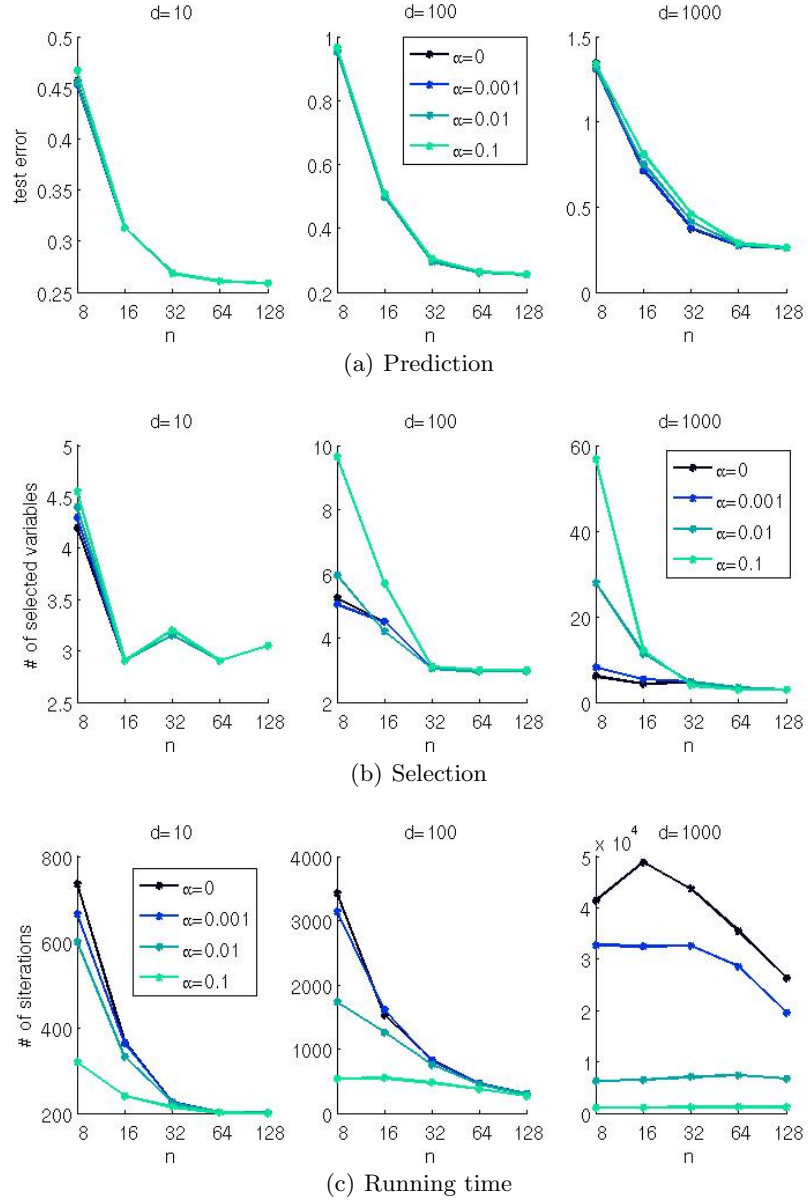 d=10 d=100 d=1000
0.5 1 1.5
0.45 0.8 1
0.4 0.6 0.5
0.35 0.4 0
0.3 0.2
0.25
test error
α=0
α=0.001
α=0.01
α=0.1
8 16 32 64 128 8 16 32 64 128 8 16 32 64 128
n n n
(a) Prediction
d=10 d=100 d=1000
5 10 60
4.5 8 40
4 6 20
3.5 4 0
3 2
2.5
# of selected variables
α=0
α=0.001
α=0.01
α=0.1
8 16 32 64 128 8 16 32 64 128 8 16 32 64 128
n n n
(b) Selection
d=10 d=100 d=1000
× 10⁴
800 4000 5
600 3000 4
400 2000 3
200 1000 2
0 1
0
# of siterations
α=0
α=0.001
α=0.01
α=0.1
8 16 32 64 128 8 16 32 64 128 8 16 32 64 128
n n n
(c) Running time